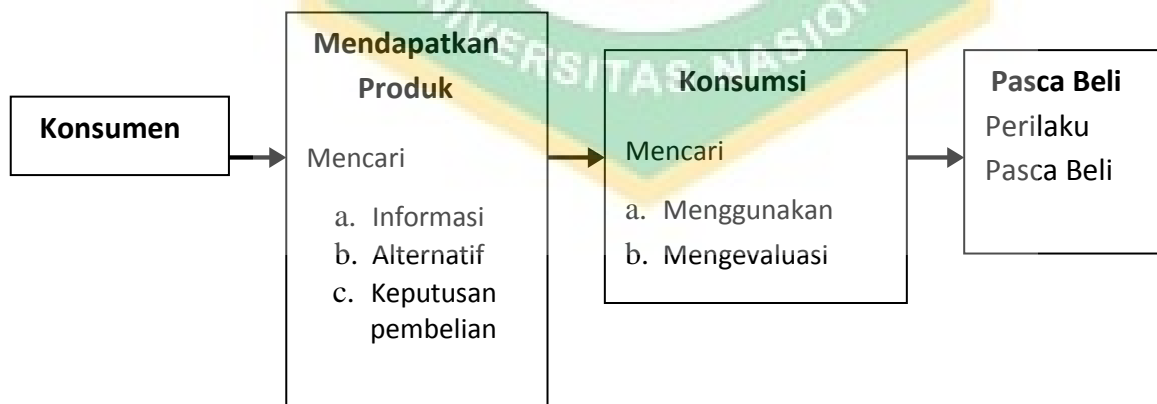 Konsumen
Mendapatkan
Produk
Mencari
a. Informasi
b. Alternatif
c. Keputusan
pembelian
Konsumsi
Mencari
a. Menggunakan
b. Mengevaluasi
Pasca Beli
Perilaku
Pasca Beli